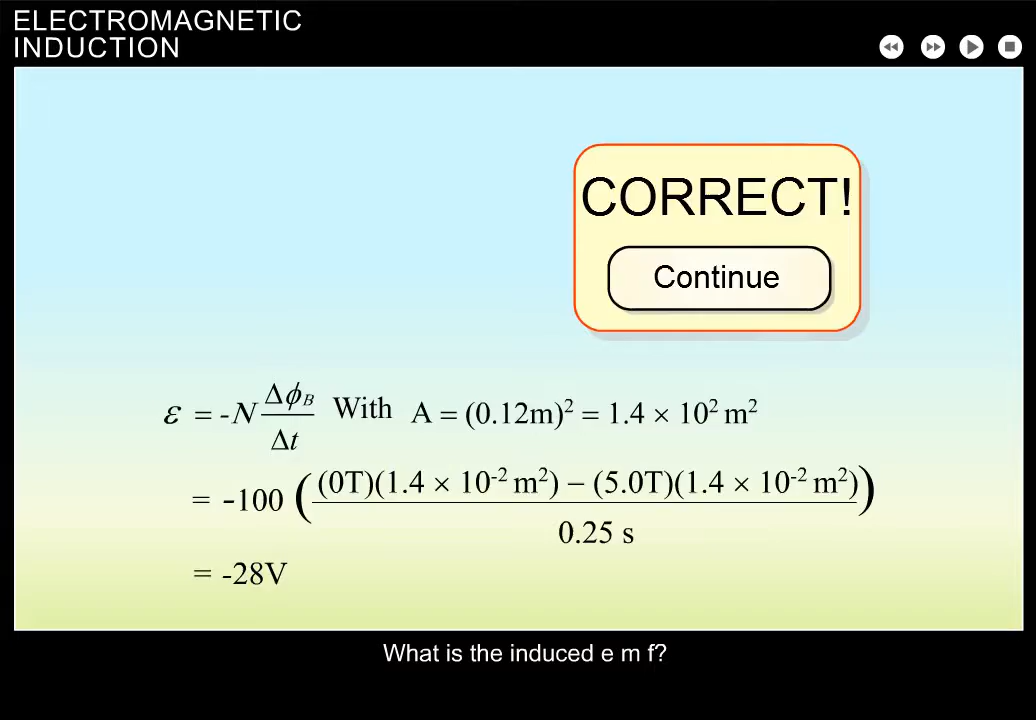 ELECTROMAGNETIC
INDUCTION
CORRECT!
Continue
ε = -N Δϕ_B / Δt With A = (0.12m)² = 1.4 × 10² m²
= -100 ( (0T)(1.4 × 10⁻² m²) – (5.0T)(1.4 × 10⁻² m²) / 0.25 s )
= -28V
What is the induced e m f?